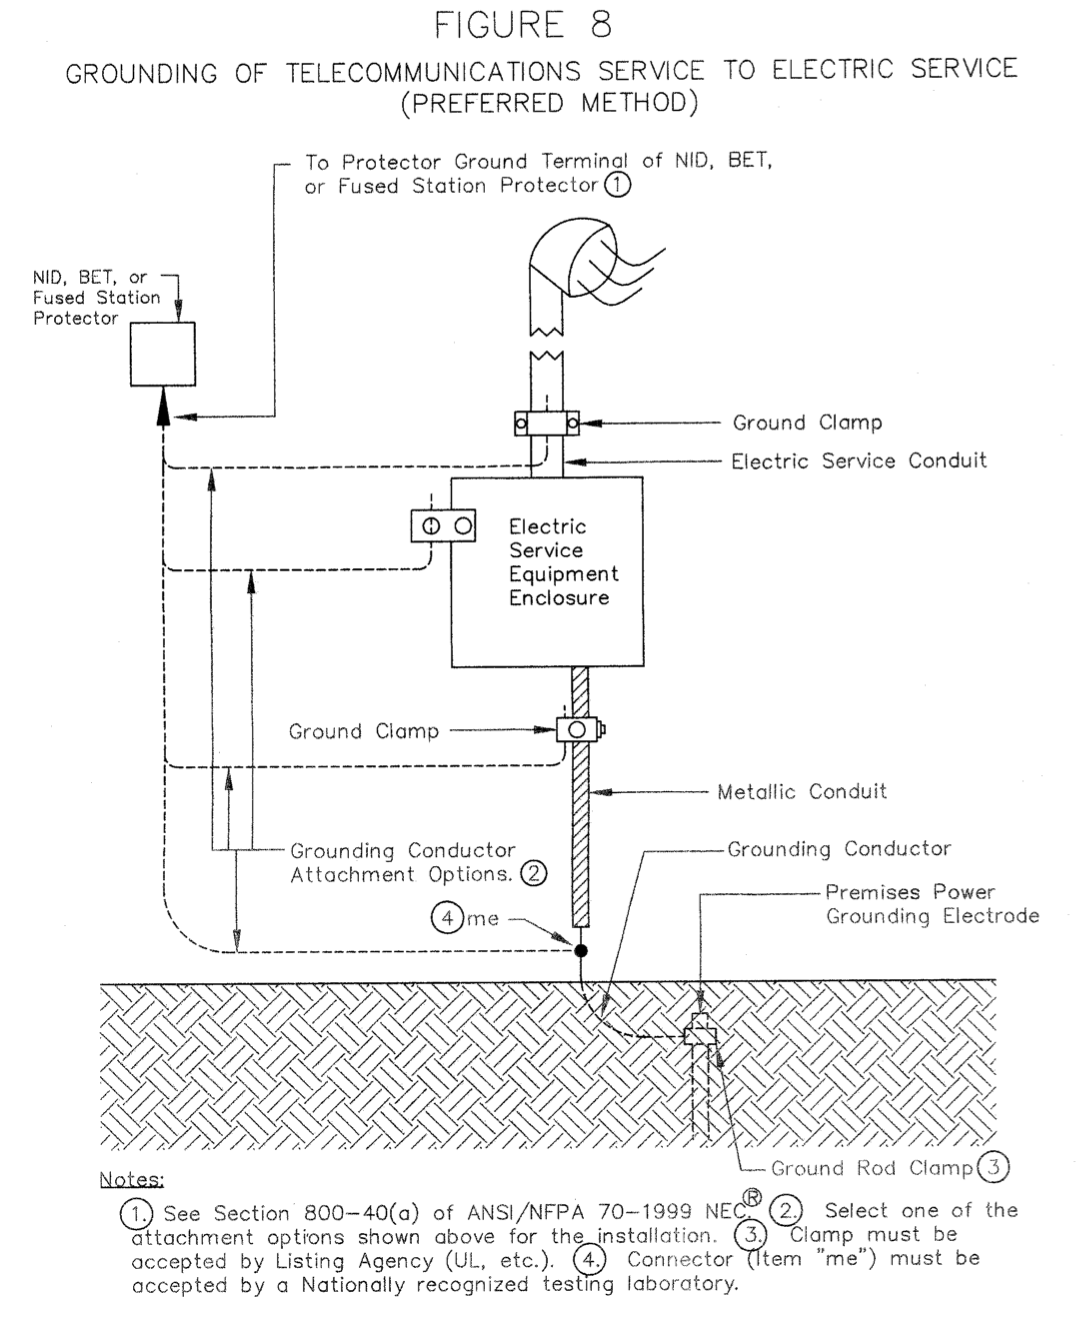 FIGURE 8
GROUNDING OF TELECOMMUNICATIONS SERVICE TO ELECTRIC SERVICE
(PREFERRED METHOD)
To Protector Ground Terminal of NID, BET,
or Fused Station Protector 1
NID, BET, or
Fused Station
Protector
Ground Clamp
Electric Service Conduit
Electric
Service
Equipment
Enclosure
Ground Clamp
Metallic Conduit
Grounding Conductor
Attachment Options. 2
Grounding Conductor
Premises Power
Grounding Electrode
4 me
Ground Rod Clamp 3
Notes:
1. See Section 800-40(a) of ANSI/NFPA 70-1999 NEC.® 2. Select one of the
attachment options shown above for the installation. 3. Clamp must be
accepted by Listing Agency (UL, etc.). 4. Connector (Item "me") must be
accepted by a Nationally recognized testing laboratory.